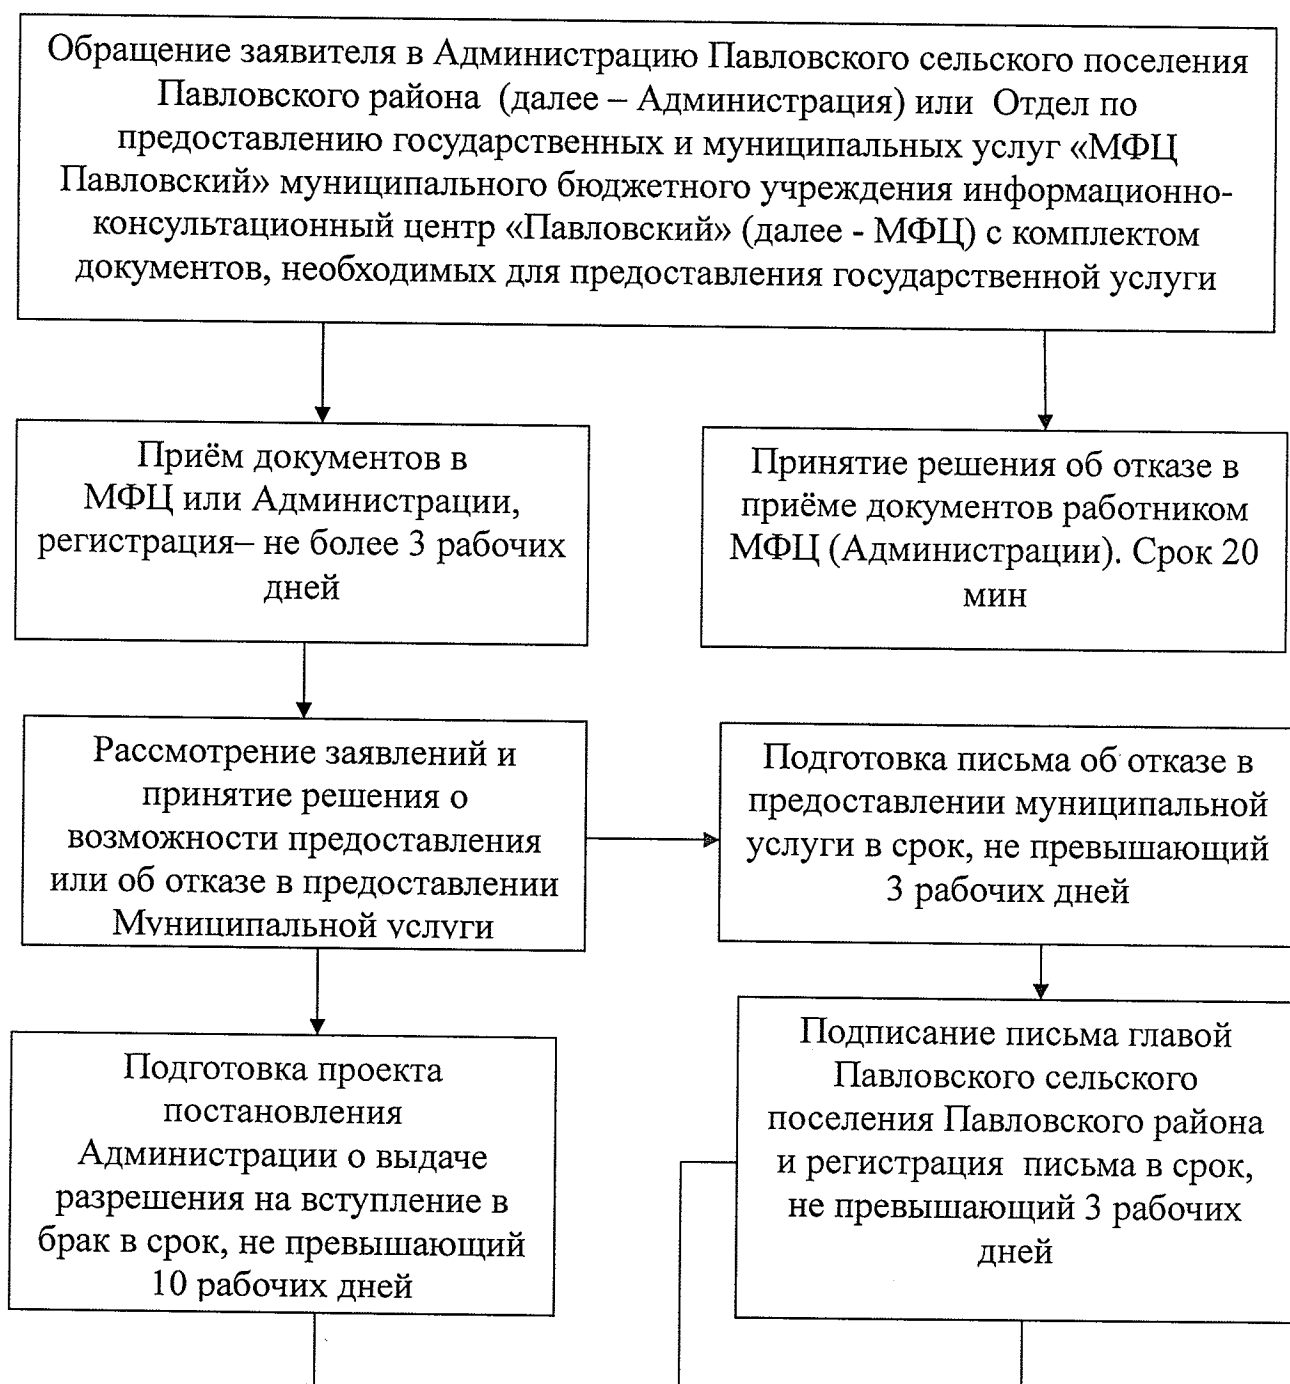 Обращение заявителя в Администрацию Павловского сельского поселения
Павловского района (далее – Администрация) или Отдел по
предоставлению государственных и муниципальных услуг «МФЦ
Павловский» муниципального бюджетного учреждения информационно-
консультационный центр «Павловский» (далее - МФЦ) с комплектом
документов, необходимых для предоставления государственной услуги
Приём документов в
МФЦ или Администрации,
регистрация– не более 3 рабочих
дней
Принятие решения об отказе в
приёме документов работником
МФЦ (Администрации). Срок 20
мин
Рассмотрение заявлений и
принятие решения о
возможности предоставления
или об отказе в предоставлении
Муниципальной услуги
Подготовка письма об отказе в
предоставлении муниципальной
услуги в срок, не превышающий
3 рабочих дней
Подготовка проекта
постановления
Администрации о выдаче
разрешения на вступление в
брак в срок, не превышающий
10 рабочих дней
Подписание письма главой
Павловского сельского
поселения Павловского района
и регистрация письма в срок,
не превышающий 3 рабочих
дней